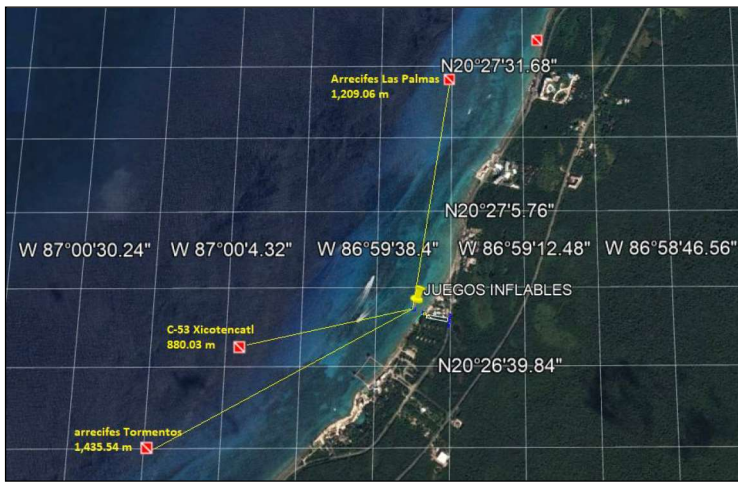 N20°27'31.68"
Arrecifes Las Palmas
1,209.06 m
N20°27'5.76"
W 87°00'30.24" W 87°00'4.32" W 86°59'38.4" W 86°59'12.48" W 86°58'46.56"
JUEGOS INFLABLES
C-53 Xicotencatl
880.03 m
N20°26'39.84"
arrecifes Tormentos
1,435.54 m